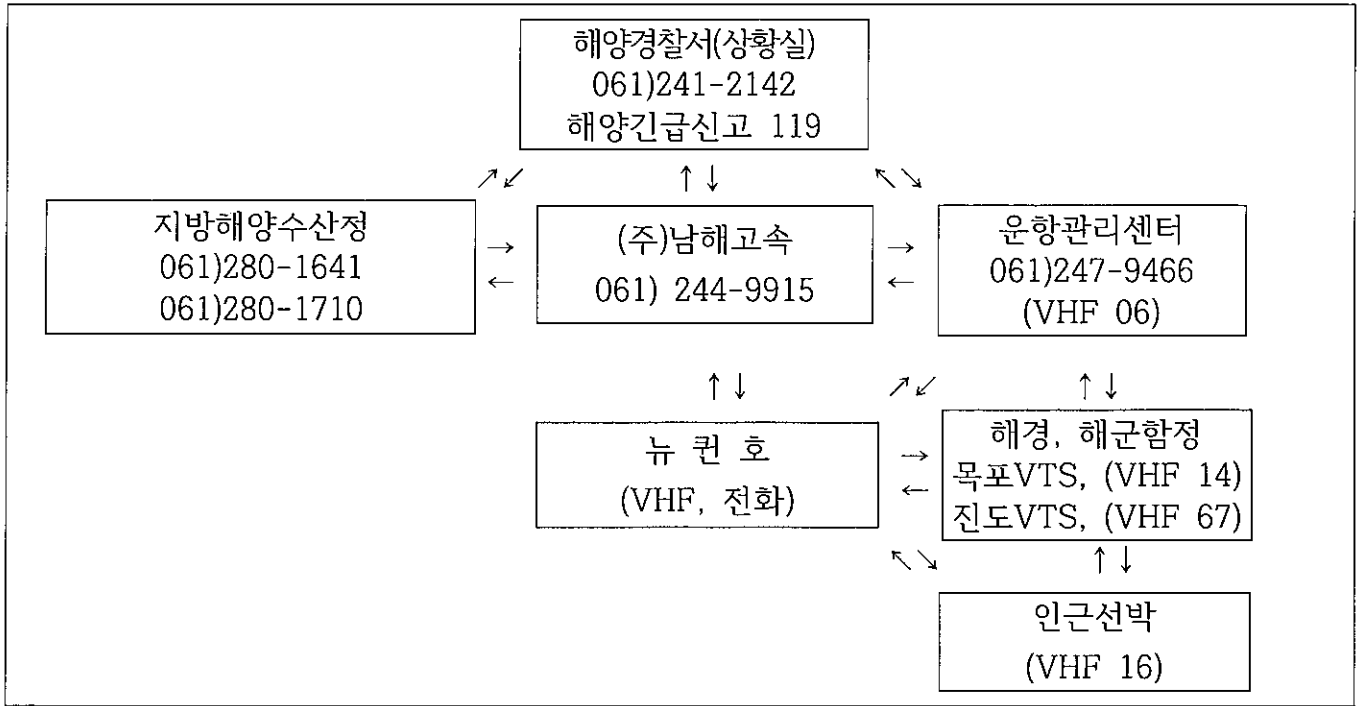 해양경찰서(상황실)
061)241-2142
해양긴급신고 119
↗↙ ↑↓ ↖↘
지방해양수산정
061)280-1641
061)280-1710
→
←
(주)남해고속
061) 244-9915
→
←
운항관리센터
061)247-9466
(VHF 06)
↑↓ ↗↙ ↑↓
뉴 퀸 호
(VHF, 전화)
→
←
해경, 해군함정
목포VTS, (VHF 14)
진도VTS, (VHF 67)
↖↘ ↑↓
인근선박
(VHF 16)